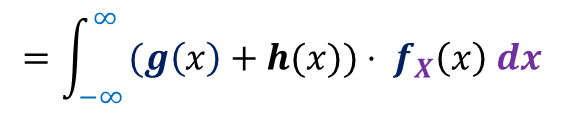 = ∫_{-∞}^{∞} (g(x) + h(x)) · f_X(x) dx